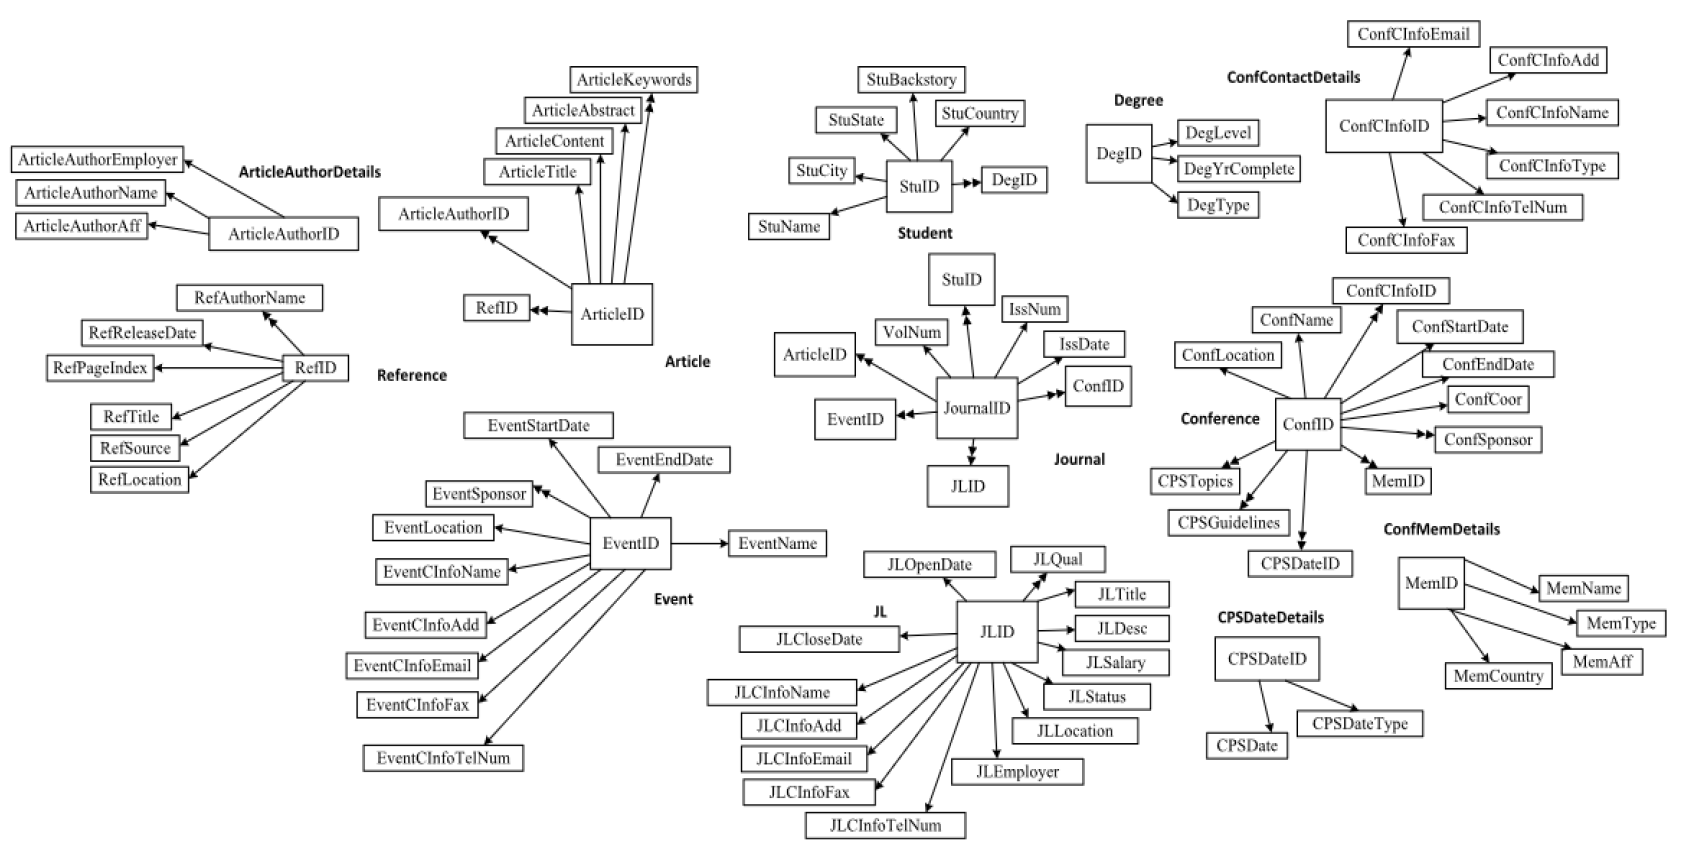 ArticleAuthorEmployer
ArticleAuthorName
ArticleAuthorAff
ArticleAuthorDetails
ArticleAuthorID
ArticleKeywords
ArticleAbstract
ArticleContent
ArticleTitle
ArticleAuthorID
RefID
ArticleID
Article
RefAuthorName
RefReleaseDate
RefPageIndex
RefID
Reference
RefTitle
RefSource
RefLocation
EventStartDate
EventEndDate
EventSponsor
EventLocation
EventID
EventName
EventCInfoName
Event
EventCInfoAdd
EventCInfoEmail
EventCInfoFax
EventCInfoTelNum
StuBackstory
StuState
StuCountry
StuCity
StuID
DegID
StuName
Student
Degree
DegID
DegLevel
DegYrComplete
DegType
ConfCInfoEmail
ConfContactDetails
ConfCInfoAdd
ConfCInfoID
ConfCInfoName
ConfCInfoType
ConfCInfoTelNum
ConfCInfoFax
StuID
IssNum
VolNum
ArticleID
IssDate
ConfID
EventID
JournalID
Journal
JLID
ConfCInfoID
ConfName
ConfStartDate
ConfLocation
ConfEndDate
ConfCoor
Conference
ConfID
ConfSponsor
CPSTopics
MemID
CPSGuidelines
CPSDateID
ConfMemDetails
MemID
MemName
MemType
MemAff
MemCountry
CPSDateDetails
CPSDateID
CPSDateType
CPSDate
JLOpenDate
JLQual
JL
JLTitle
JLCloseDate
JLID
JLDesc
JLSalary
JLCInfoName
JLStatus
JLCInfoAdd
JLLocation
JLCInfoEmail
JLEmployer
JLCInfoFax
JLCInfoTelNum